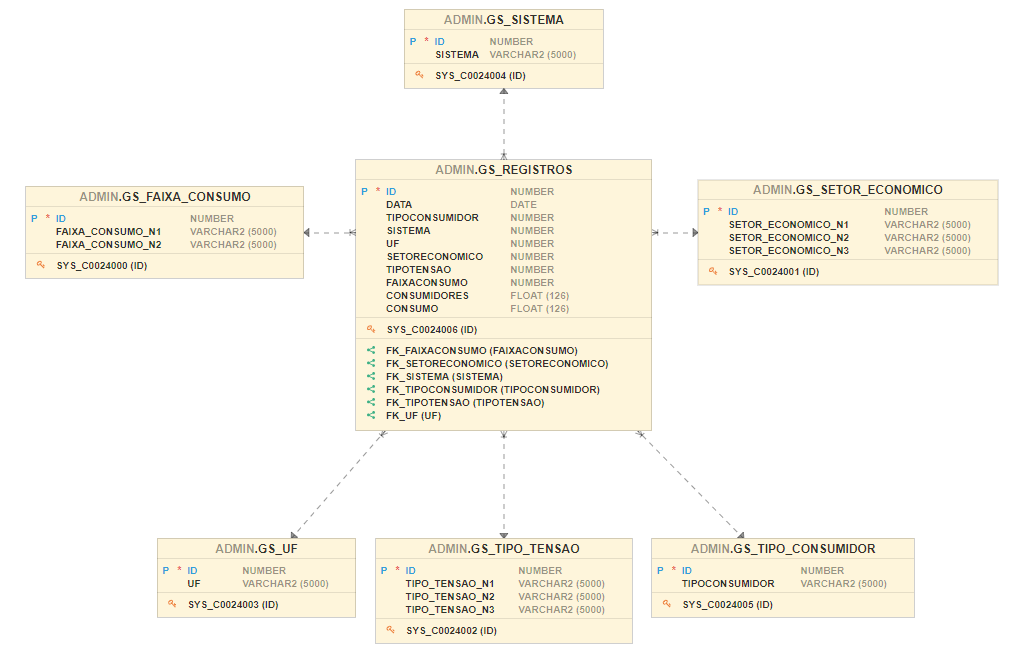 ADMIN.GS_SISTEMA
P * ID NUMBER
SISTEMA VARCHAR2 (5000)
SYS_C0024004 (ID)
ADMIN.GS_FAIXA_CONSUMO
P * ID NUMBER
FAIXA_CONSUMO_N1 VARCHAR2 (5000)
FAIXA_CONSUMO_N2 VARCHAR2 (5000)
SYS_C0024000 (ID)
ADMIN.GS_REGISTROS
P * ID NUMBER
DATA DATE
TIPOCONSUMIDOR NUMBER
SISTEMA NUMBER
UF NUMBER
SETORECONOMICO NUMBER
TIPOTENSAO NUMBER
FAIXACONSUMO NUMBER
CONSUMIDORES FLOAT (126)
CONSUMO FLOAT (126)
SYS_C0024006 (ID)
FK_FAIXACONSUMO (FAIXACONSUMO)
FK_SETORECONOMICO (SETORECONOMICO)
FK_SISTEMA (SISTEMA)
FK_TIPOCONSUMIDOR (TIPOCONSUMIDOR)
FK_TIPOTENSAO (TIPOTENSAO)
FK_UF (UF)
ADMIN.GS_SETOR_ECONOMICO
P * ID NUMBER
SETOR_ECONOMICO_N1 VARCHAR2 (5000)
SETOR_ECONOMICO_N2 VARCHAR2 (5000)
SETOR_ECONOMICO_N3 VARCHAR2 (5000)
SYS_C0024001 (ID)
ADMIN.GS_UF
P * ID NUMBER
UF VARCHAR2 (5000)
SYS_C0024003 (ID)
ADMIN.GS_TIPO_TENSAO
P * ID NUMBER
TIPO_TENSAO_N1 VARCHAR2 (5000)
TIPO_TENSAO_N2 VARCHAR2 (5000)
TIPO_TENSAO_N3 VARCHAR2 (5000)
SYS_C0024002 (ID)
ADMIN.GS_TIPO_CONSUMIDOR
P * ID NUMBER
TIPOCONSUMIDOR VARCHAR2 (5000)
SYS_C0024005 (ID)